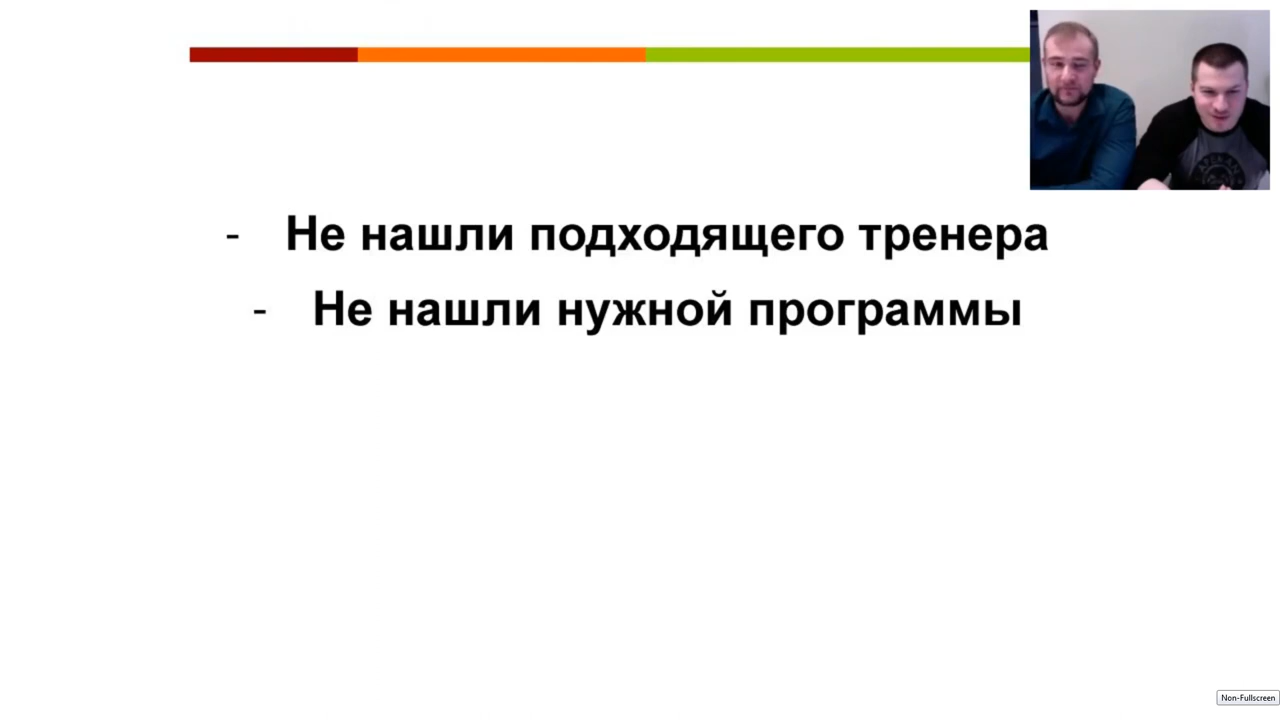 - Не нашли подходящего тренера
- Не нашли нужной программы
Non-Fullscreen